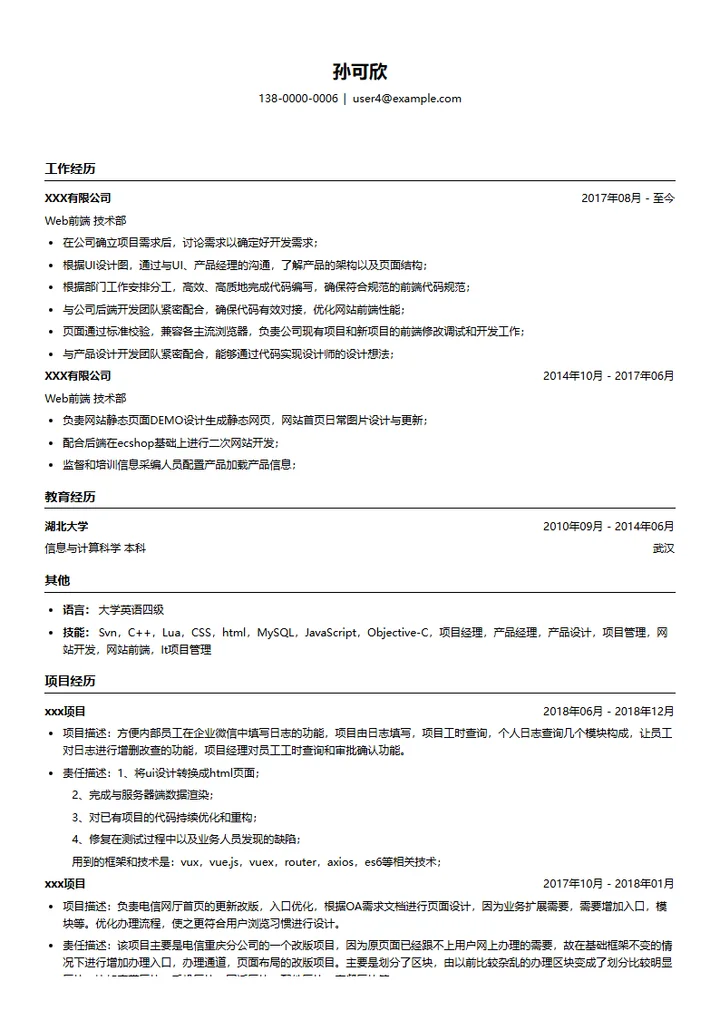 孙可欣
138-0000-0006 | user4@example.com
工作经历
XXX有限公司 2017年08月 - 至今
Web前端 技术部
• 在公司确立项目需求后，讨论需求以确定好开发需求；
• 根据UI设计图，通过与UI、产品经理的沟通，了解产品的架构以及页面结构；
• 根据部门工作安排分工，高效、高质地完成代码编写，确保符合规范的前端代码规范；
• 与公司后端开发团队紧密配合，确保代码有效对接，优化网站前端性能；
• 页面通过标准校验，兼容各主流浏览器，负责公司现有项目和新项目的前端修改调试和开发工作；
• 与产品设计开发团队紧密配合，能够通过代码实现设计师的设计想法；
XXX有限公司 2014年10月 - 2017年06月
Web前端 技术部
• 负责网站静态页面DEMO设计生成静态网页，网站首页日常图片设计与更新；
• 配合后端在ecshop基础上进行二次网站开发；
• 监督和培训信息采编人员配置产品加载产品信息；
教育经历
湖北大学 2010年09月 - 2014年06月
信息与计算科学 本科 武汉
其他
• 语言： 大学英语四级
• 技能： Svn，C++，Lua，CSS，html，MySQL，JavaScript，Objective-C，项目经理，产品经理，产品设计，项目管理，网
站开发，网站前端，It项目管理
项目经历
xxx项目 2018年06月 - 2018年12月
• 项目描述：方便内部员工在企业微信中填写日志的功能，项目由日志填写，项目工时查询，个人日志查询几个模块构成，让员工
对日志进行增删改查的功能，项目经理对员工工时查询和审批确认功能。
• 责任描述：1、将ui设计转换成html页面；
2、完成与服务器端数据渲染；
3、对已有项目的代码持续优化和重构；
4、修复在测试过程中以及业务人员发现的缺陷；
用到的框架和技术是：vux，vue.js，vuex，router，axios，es6等相关技术；
xxx项目 2017年10月 - 2018年01月
• 项目描述：负责电信网厅首页的更新改版，入口优化，根据OA需求文档进行页面设计，因为业务扩展需要，需要增加入口，模
块等。优化办理流程，使之更符合用户浏览习惯进行设计。
• 责任描述：该项目主要是电信重庆分公司的一个改版项目，因为原页面已经跟不上用户网上办理的需要，故在基础框架不变的情
况下进行增加办理入口，办理通道，页面布局的改版项目。主要是划分了区块，由以前比较杂乱的办理区块变成了划分比较明显